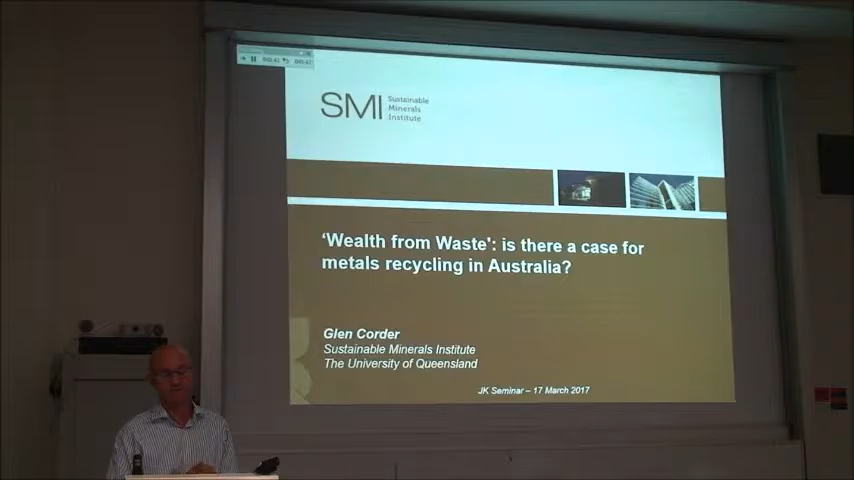 SMI
Sustainable
Minerals
Institute
'Wealth from Waste': is there a case for
metals recycling in Australia?
Glen Corder
Sustainable Minerals Institute
The University of Queensland
JK Seminar – 17 March 2017